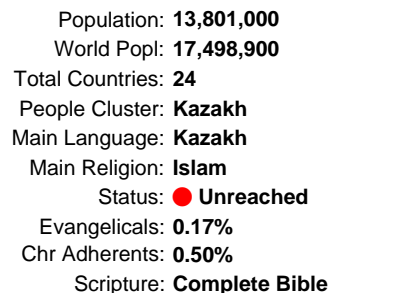 Population: 13,801,000
World Popl: 17,498,900
Total Countries: 24
People Cluster: Kazakh
Main Language: Kazakh
Main Religion: Islam
Status: Unreached
Evangelicals: 0.17%
Chr Adherents: 0.50%
Scripture: Complete Bible